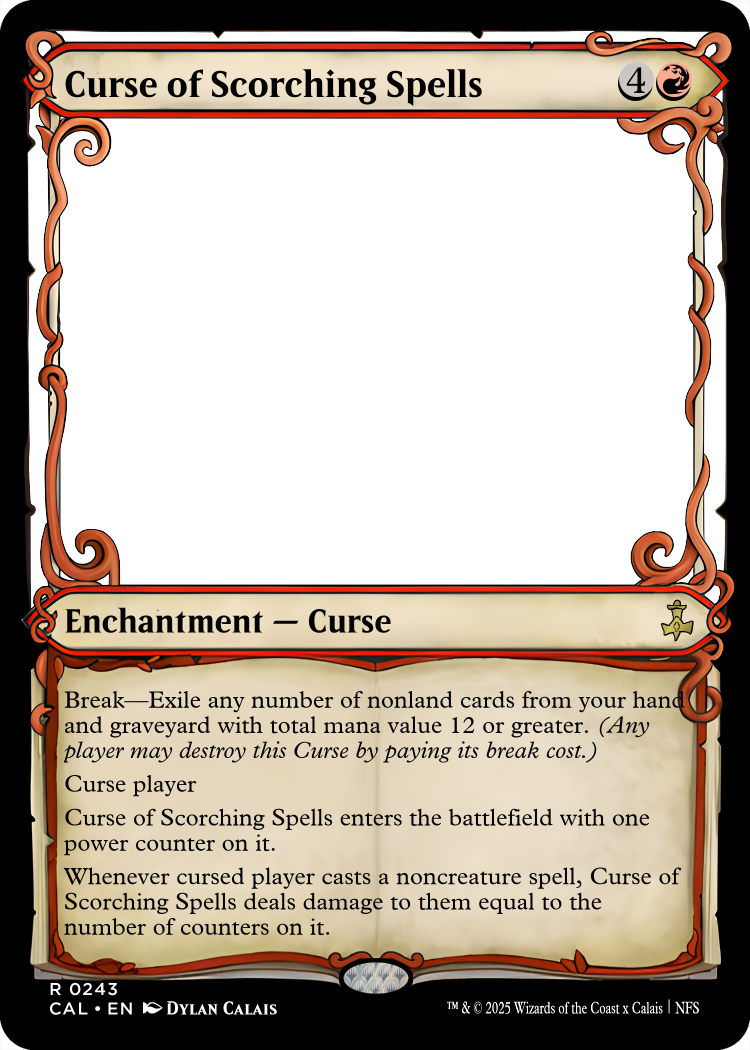 Curse of Scorching Spells 4
Enchantment — Curse
Break—Exile any number of nonland cards from your hand
and graveyard with total mana value 12 or greater. (Any
player may destroy this Curse by paying its break cost.)
Curse player
Curse of Scorching Spells enters the battlefield with one
power counter on it.
Whenever cursed player casts a noncreature spell, Curse of
Scorching Spells deals damage to them equal to the
number of counters on it.
R 0243
CAL • EN DYLAN CALAIS
™ & © 2025 Wizards of the Coast x Calais | NFS